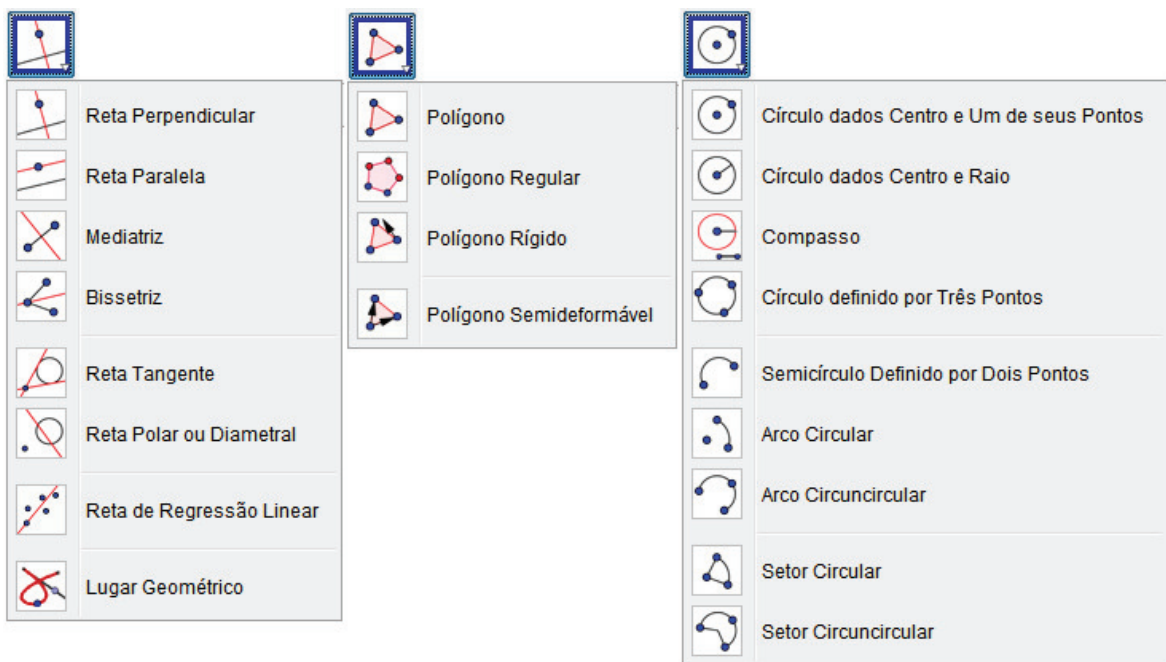 Reta Perpendicular
Reta Paralela
Mediatriz
Bissetriz
Reta Tangente
Reta Polar ou Diametral
Reta de Regressão Linear
Lugar Geométrico
Polígono
Polígono Regular
Polígono Rígido
Polígono Semideformável
Círculo dados Centro e Um de seus Pontos
Círculo dados Centro e Raio
Compasso
Círculo definido por Três Pontos
Semicírculo Definido por Dois Pontos
Arco Circular
Arco Circuncircular
Setor Circular
Setor Circuncircular